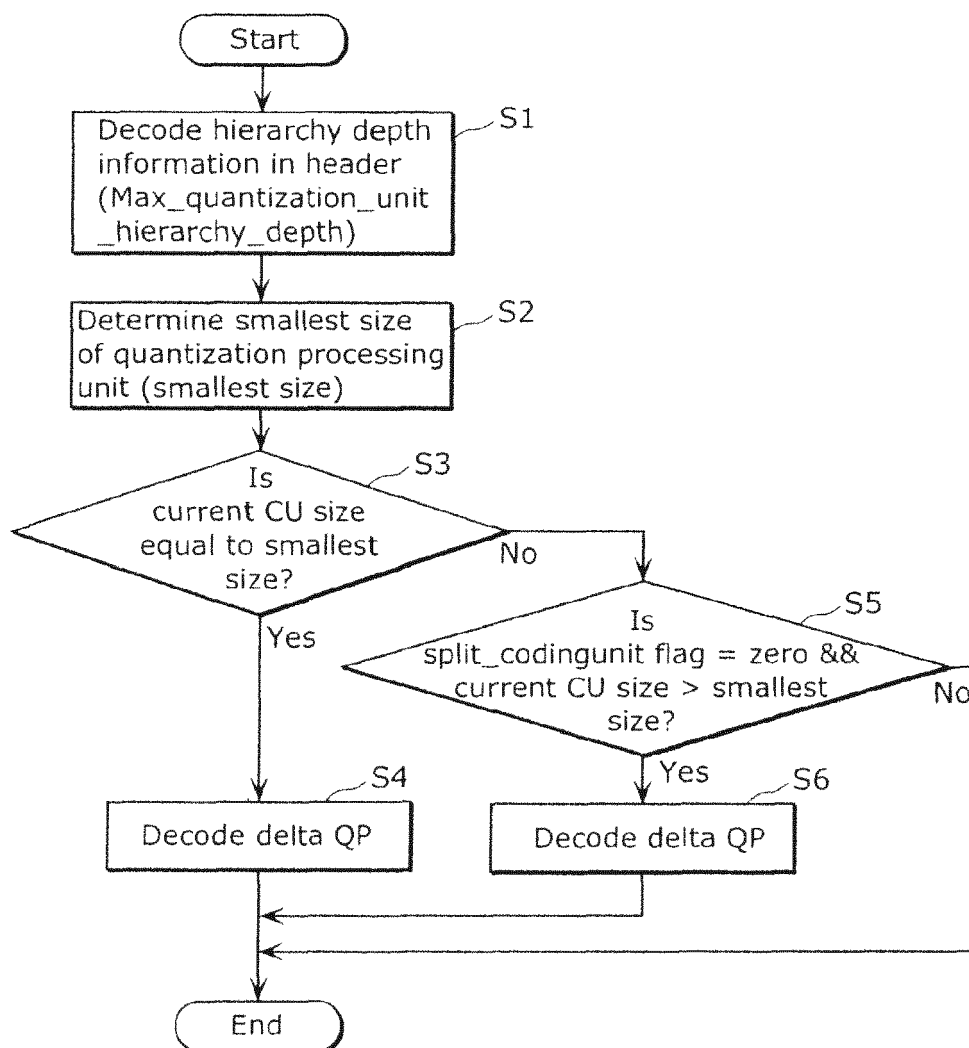 Start
S1
Decode hierarchy depth
information in header
(Max_quantization_unit
_hierarchy_depth)
S2
Determine smallest size
of quantization processing
unit (smallest size)
S3
Is
current CU size
equal to smallest
size?
No
Yes
S5
Is
split_codingunit flag = zero &&
current CU size > smallest
size?
No
Yes
S4
Decode delta QP
S6
Decode delta QP
End